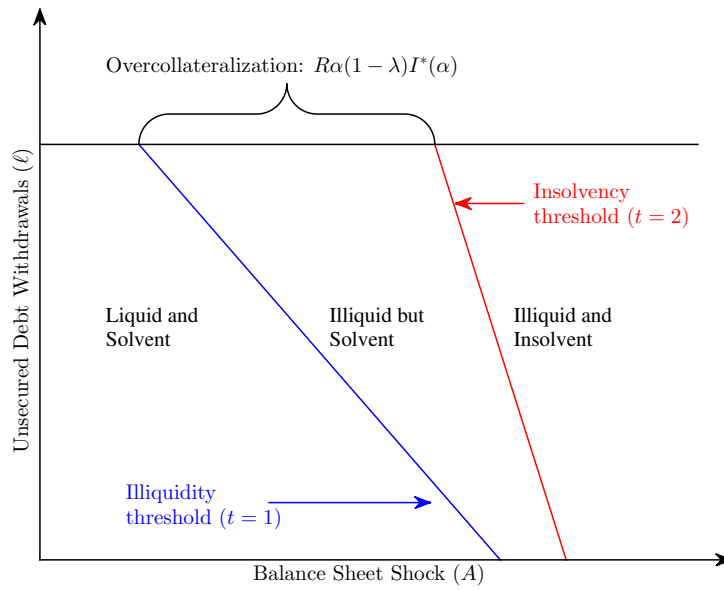 Overcollateralization: Rα(1 − λ)I*(α)
Unsecured Debt Withdrawals (ℓ)
Insolvency
threshold (t = 2)
Liquid and
Solvent
Illiquid but
Solvent
Illiquid and
Insolvent
Illiquidity
threshold (t = 1)
Balance Sheet Shock (A)